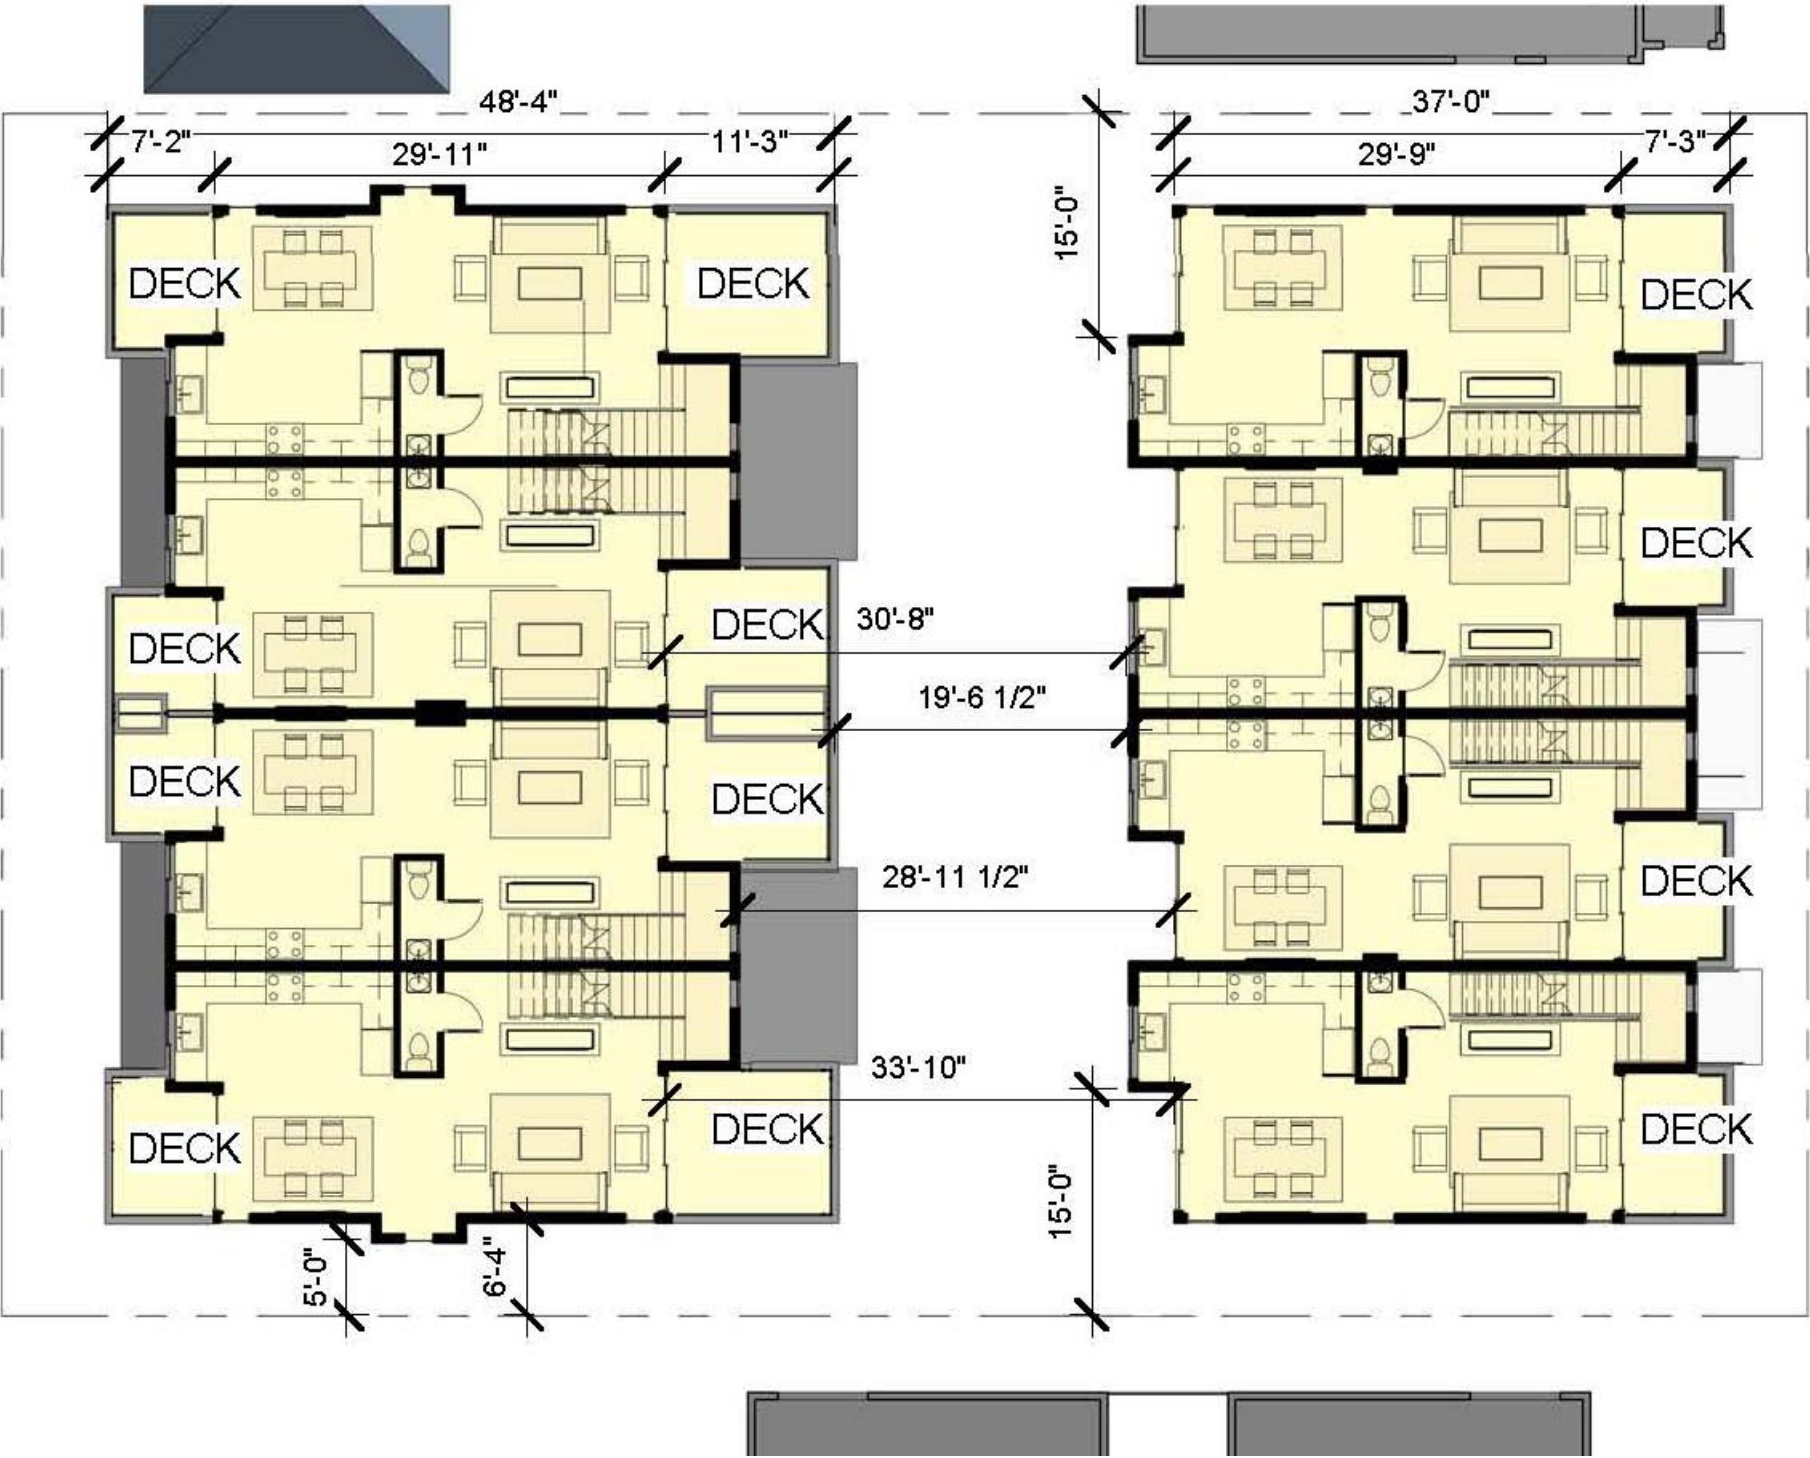 48'-4"
37'-0"
7'-2"
11'-3"
7'-3"
29'-11"
29'-9"
15'-0"
DECK
DECK
DECK
DECK
30'-8"
DECK
DECK
19'-6 1/2"
DECK
DECK
28'-11 1/2"
DECK
33'-10"
DECK
DECK
DECK
15'-0"
5'-0"
6'-4"